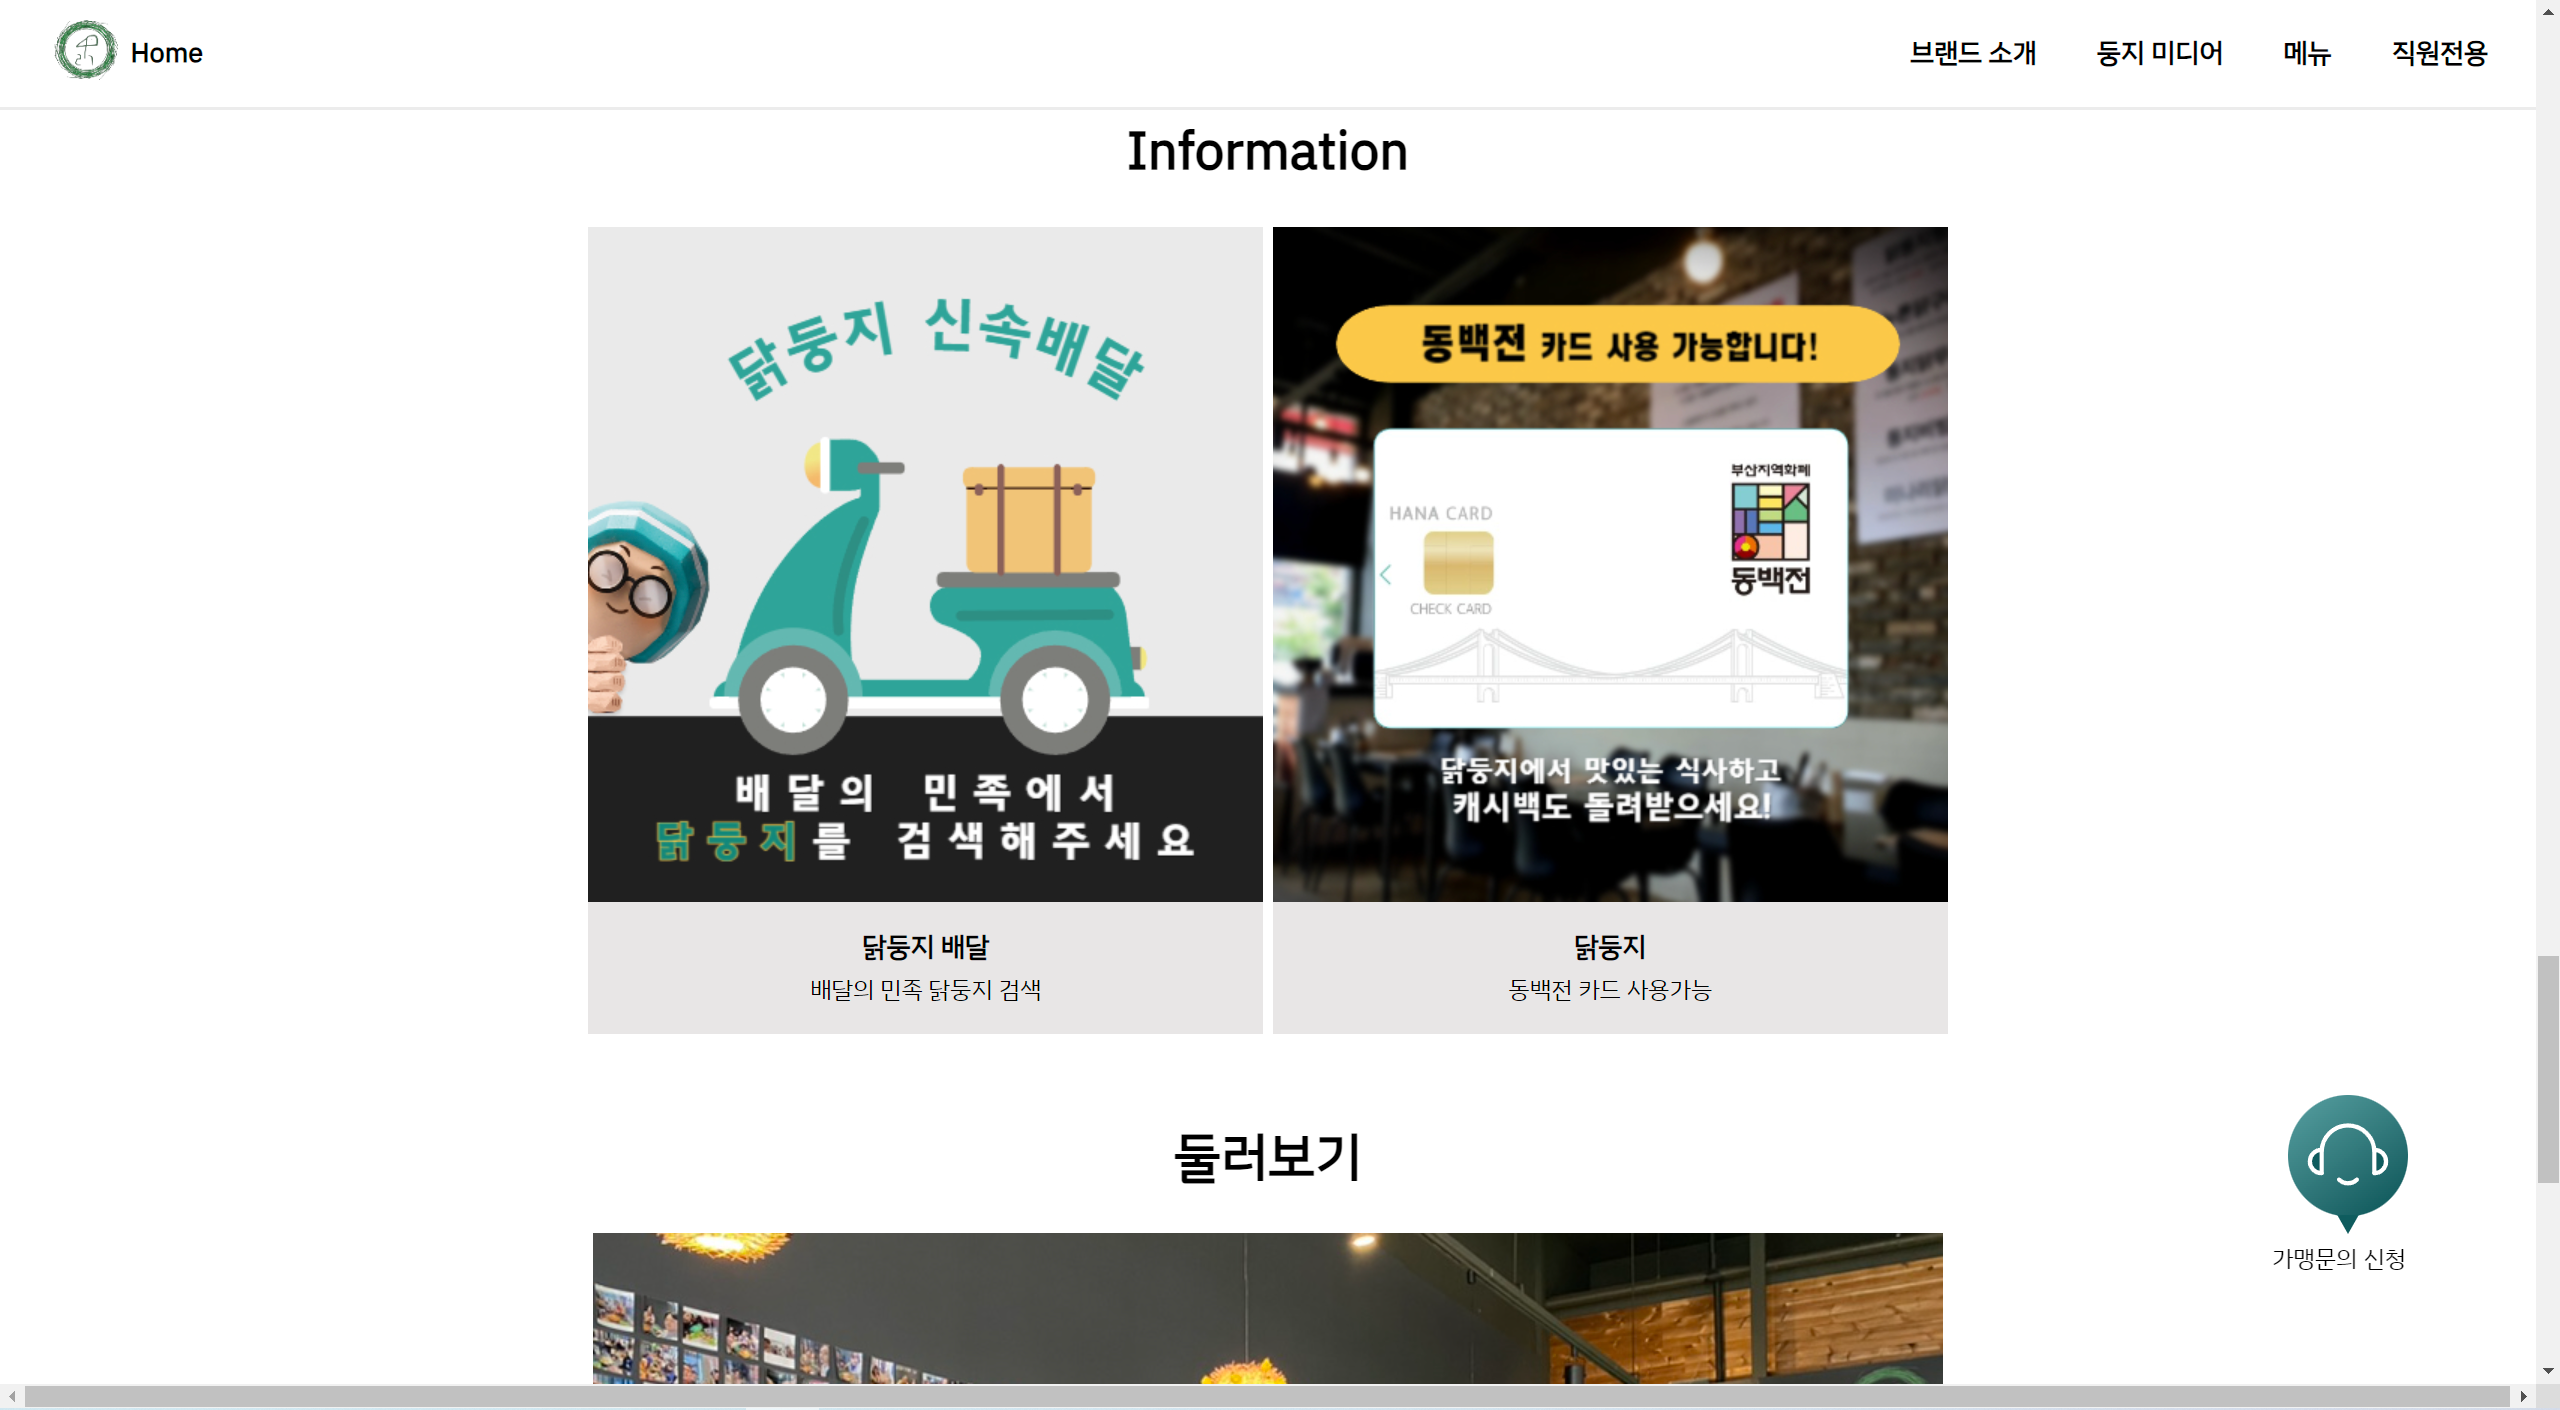 Home
브랜드 소개
둥지 미디어
메뉴
직원전용
Information
닭둥지 신속배달
배달의 민족에서
닭둥지를 검색해주세요
동백전 카드 사용 가능합니다!
부산지역화폐
동백전
HANA CARD
CHECK CARD
닭둥지에서 맛있는 식사하고
캐시백도 돌려받으세요!
닭둥지 배달
배달의 민족 닭둥지 검색
닭둥지
동백전 카드 사용가능
둘러보기
가맹문의 신청